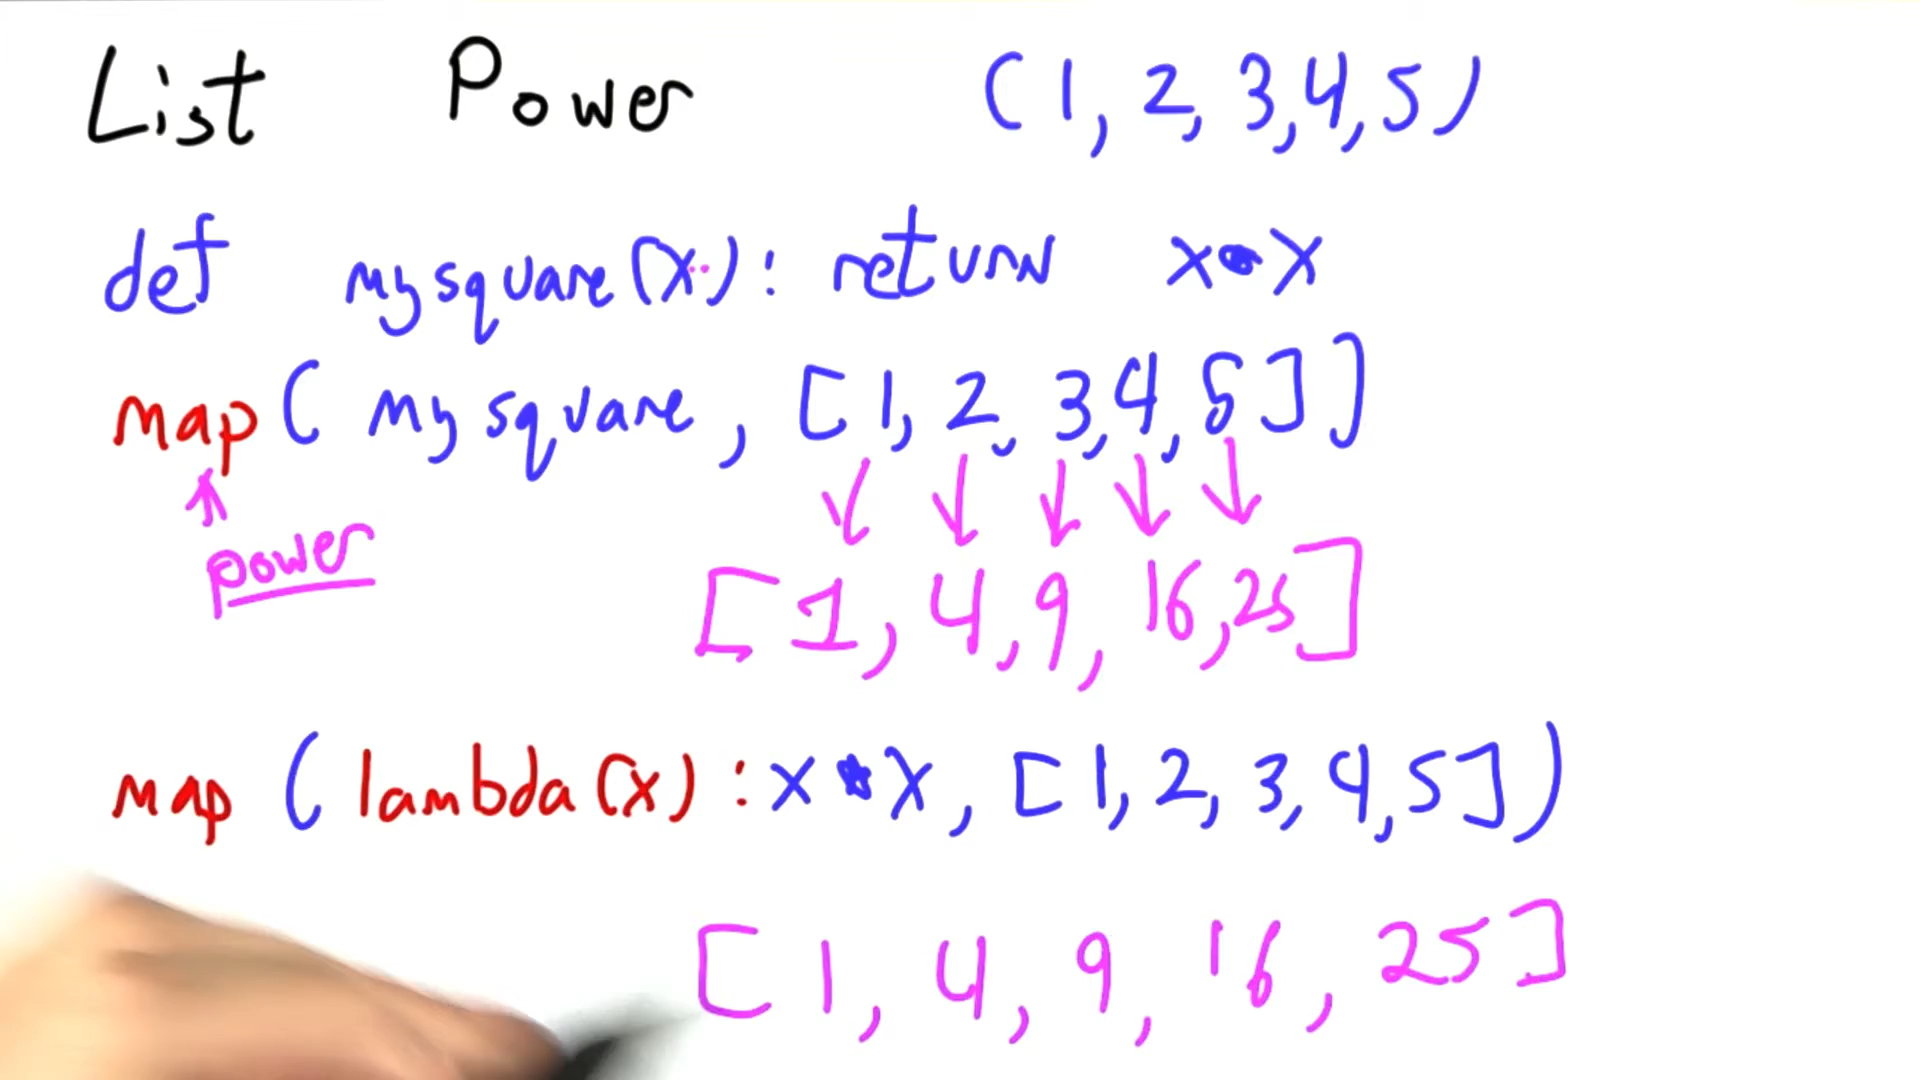 List Power (1, 2, 3, 4, 5)
def mysquare(x): return x*x
map( mysquare, [1, 2, 3, 4, 5]]
power
[1, 4, 9, 16, 25]
map (lambda(x): x*x, [1, 2, 3, 4, 5])
[1, 4, 9, 16, 25]